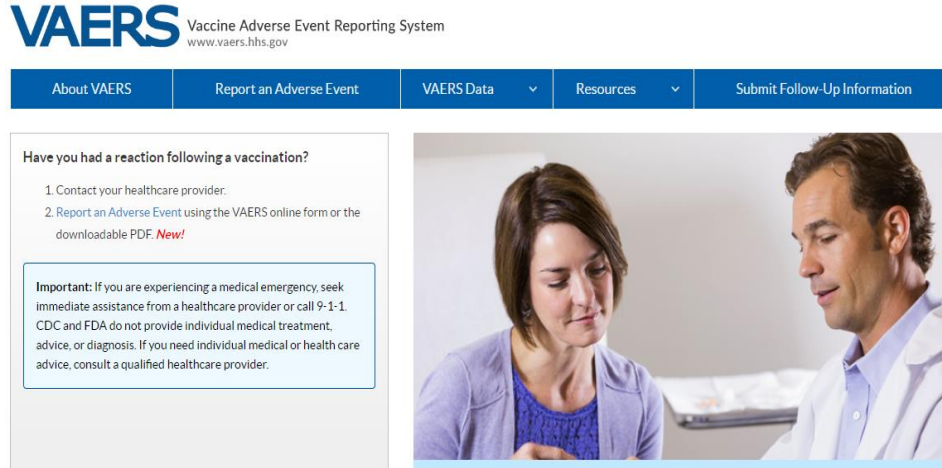 VAERS
Vaccine Adverse Event Reporting System
www.vaers.hhs.gov
About VAERS
Report an Adverse Event
VAERS Data
Resources
Submit Follow-Up Information
Have you had a reaction following a vaccination?
1. Contact your healthcare provider.
2. Report an Adverse Event using the VAERS online form or the
downloadable PDF. New!
Important: If you are experiencing a medical emergency, seek
immediate assistance from a healthcare provider or call 9-1-1.
CDC and FDA do not provide individual medical treatment,
advice, or diagnosis. If you need individual medical or health care
advice, consult a qualified healthcare provider.